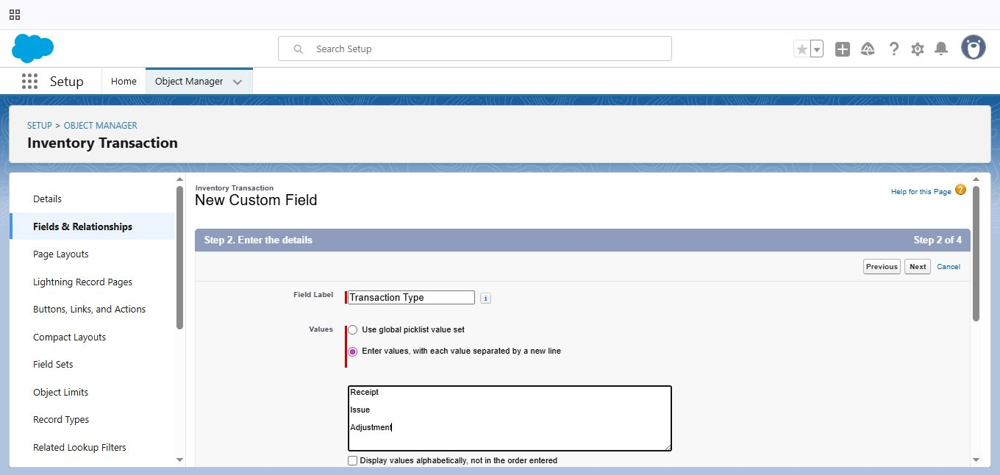 Search Setup
Setup
Home
Object Manager
SETUP > OBJECT MANAGER
Inventory Transaction
Details
Fields & Relationships
Page Layouts
Lightning Record Pages
Buttons, Links, and Actions
Compact Layouts
Field Sets
Object Limits
Record Types
Related Lookup Filters
Inventory Transaction
New Custom Field
Help for this Page ?
Step 2. Enter the details
Step 2 of 4
Previous
Next
Cancel
Field Label
Transaction Type
i
Values
Use global picklist value set
Enter values, with each value separated by a new line
Receipt
Issue
Adjustment
Display values alphabetically, not in the order entered